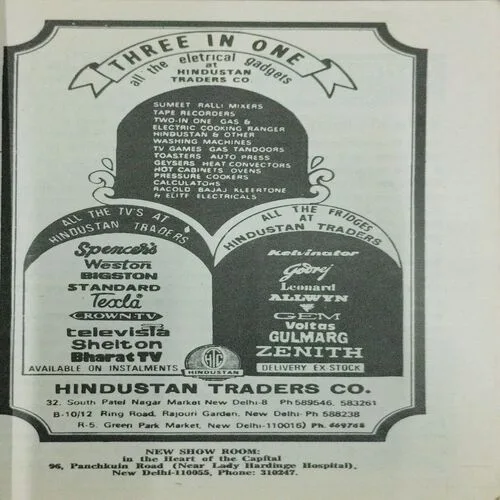 THREE IN ONE
all the eletrical gadgets
at
HINDUSTAN
TRADERS CO.
SUMEET RALLI MIXERS
TAPE RECORDERS
TWO-IN ONE GAS &
ELECTRIC COOKING RANGER
HINDUSTAN & OTHER
WASHING MACHINES
TV GAMES GAS TANDOORS
TOASTERS AUTO PRESS
GEYSERS HEAT CONVECTORS
HOT CABINETS OVENS
PRESSURE COOKERS
CALCULATORS
RACOLD BAJAJ KLEERTONE
& ELITE ELECTRICALS
ALL THE TV'S AT
HINDUSTAN TRADERS
Spencer's
Weston
BIGSTON
STANDARD
Texla
CROWN-TV
televista
Shelton
Bharat TV
AVAILABLE ON INSTALMENTS
ALL THE FRIDGES
AT
HINDUSTAN TRADERS
Kelvinator
Godrej
Leonard
ALLWYN
GEM
Voltas
GULMARG
ZENITH
DELIVERY EX STOCK
HTC
HINDUSTAN
HINDUSTAN TRADERS CO.
32, South Patel Nagar Market New Delhi-8 Ph 589546, 583261
B-10/12 Ring Road, Rajouri Garden, New Delhi- Ph 588238
R-5, Green Park Market, New Delhi-110016) Ph. 669768
NEW SHOW ROOM:
in the Heart of the Capital
96, Panchkuin Road (Near Lady Hardinge Hospital),
New Delhi-110055, Phone: 310247.